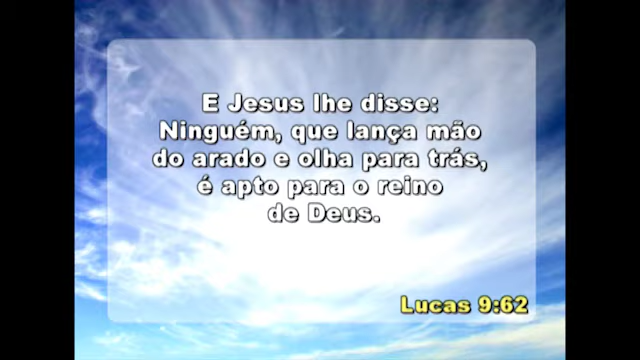 E Jesus lhe disse:
Ninguém, que lança mão
do arado e olha para trás,
é apto para o reino
de Deus.
Lucas 9:62